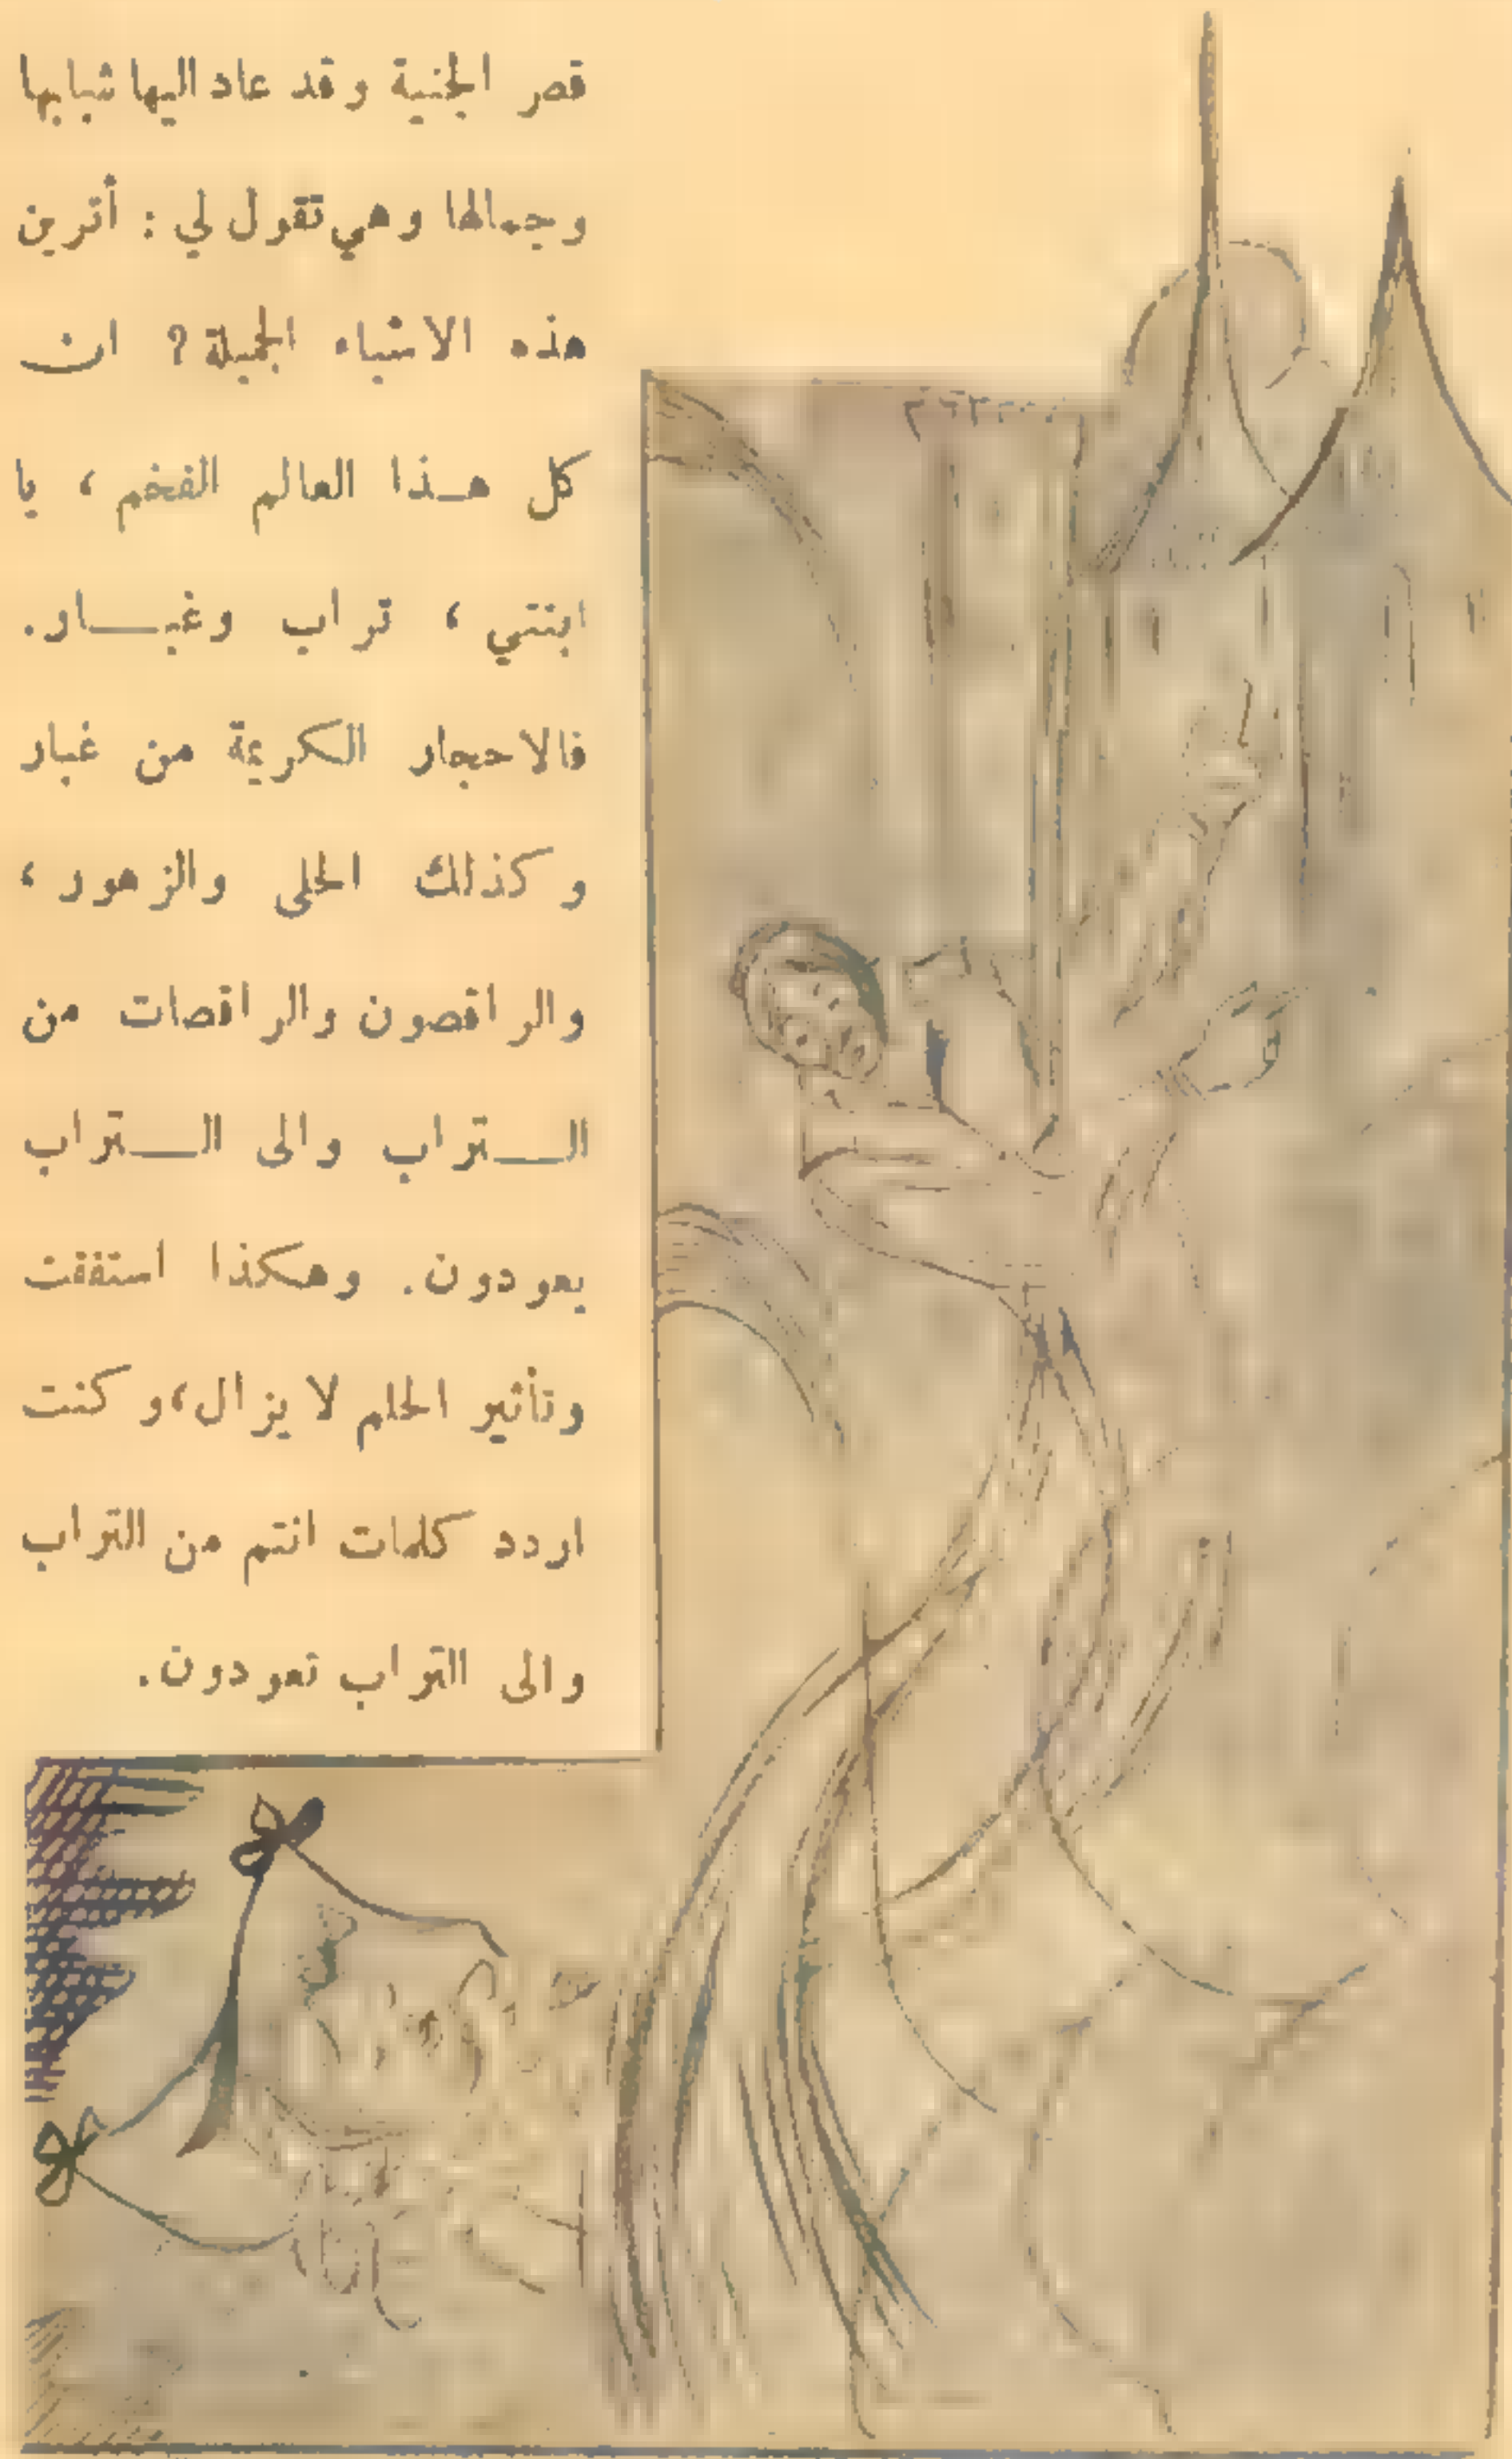 قصر الجنية وقد عاد اليها شبابها
وجمالها وهي تقول لي : أترين
هذه الاشياء الجميلة ؟ ان
كل هـذا العالم الفخم ، يا
ابنتي ، تراب وغبـــار.
فالاحجار الكريمة من غبار
وكذلك الحلى والزهور ،
والراقصون والراقصات من
الـــتراب والى الـــتراب
يعودون. وهكذا استفقت
وتأثير الحلم لا يزال ، وكنت
اردد كلمات انتم من التراب
والى التراب تعودون.